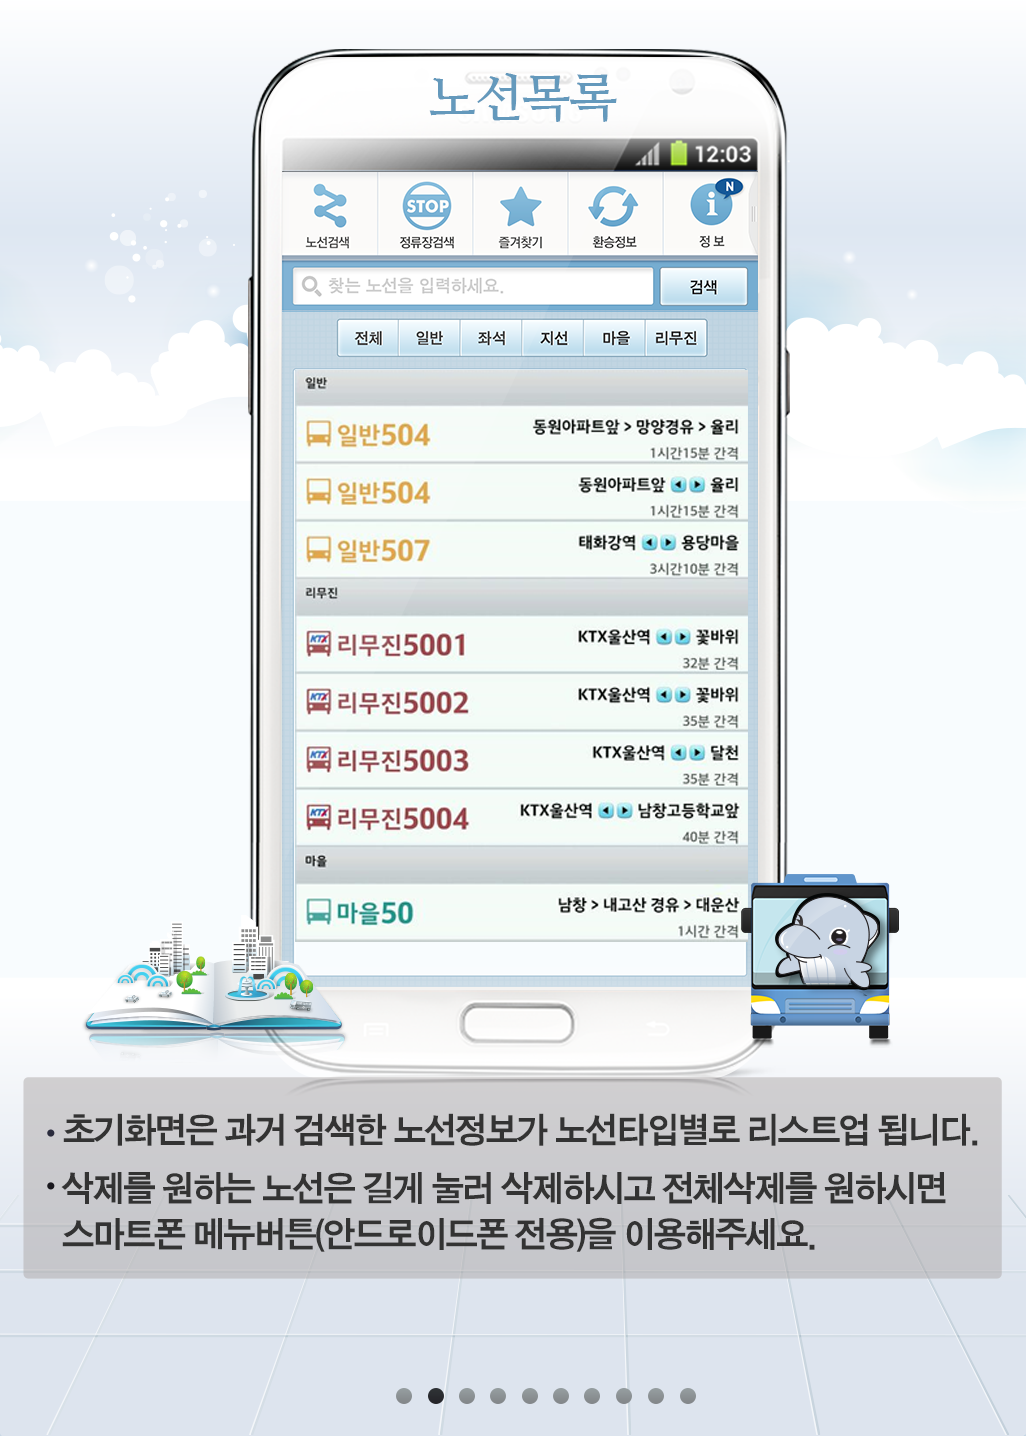 노선목록
12:03
노선검색 STOP 정류장검색 즐겨찾기 환승정보 N 정보
찾는 노선을 입력하세요. 검색
전체 일반 좌석 지선 마을 리무진
일반
일반504 동원아파트앞 > 망양경유 > 율리
1시간15분 간격
일반504 동원아파트앞 율리
1시간15분 간격
일반507 태화강역 용당마을
3시간10분 간격
리무진
KTX 리무진5001 KTX울산역 꽃바위
32분 간격
KTX 리무진5002 KTX울산역 꽃바위
35분 간격
KTX 리무진5003 KTX울산역 달천
35분 간격
KTX 리무진5004 KTX울산역 남창고등학교앞
40분 간격
마을
마을50 남창 > 내고산 경유 > 대운산
1시간 간격
· 초기화면은 과거 검색한 노선정보가 노선타입별로 리스트업 됩니다.
· 삭제를 원하는 노선은 길게 눌러 삭제하시고 전체삭제를 원하시면
스마트폰 메뉴버튼(안드로이드폰 전용)을 이용해주세요.